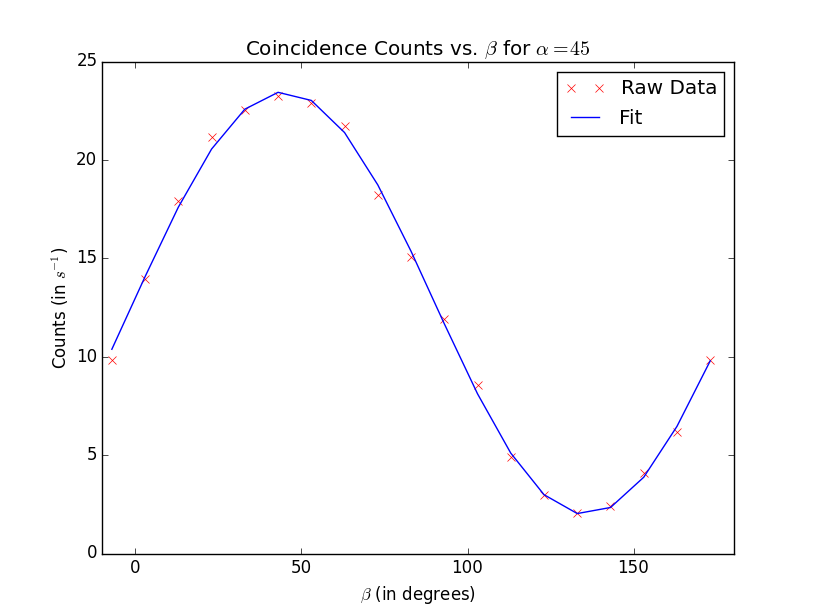 Coincidence Counts vs. β for α = 45
Raw Data
Fit
Counts (in s⁻¹)
25
20
15
10
5
0
0 50 100 150
β (in degrees)